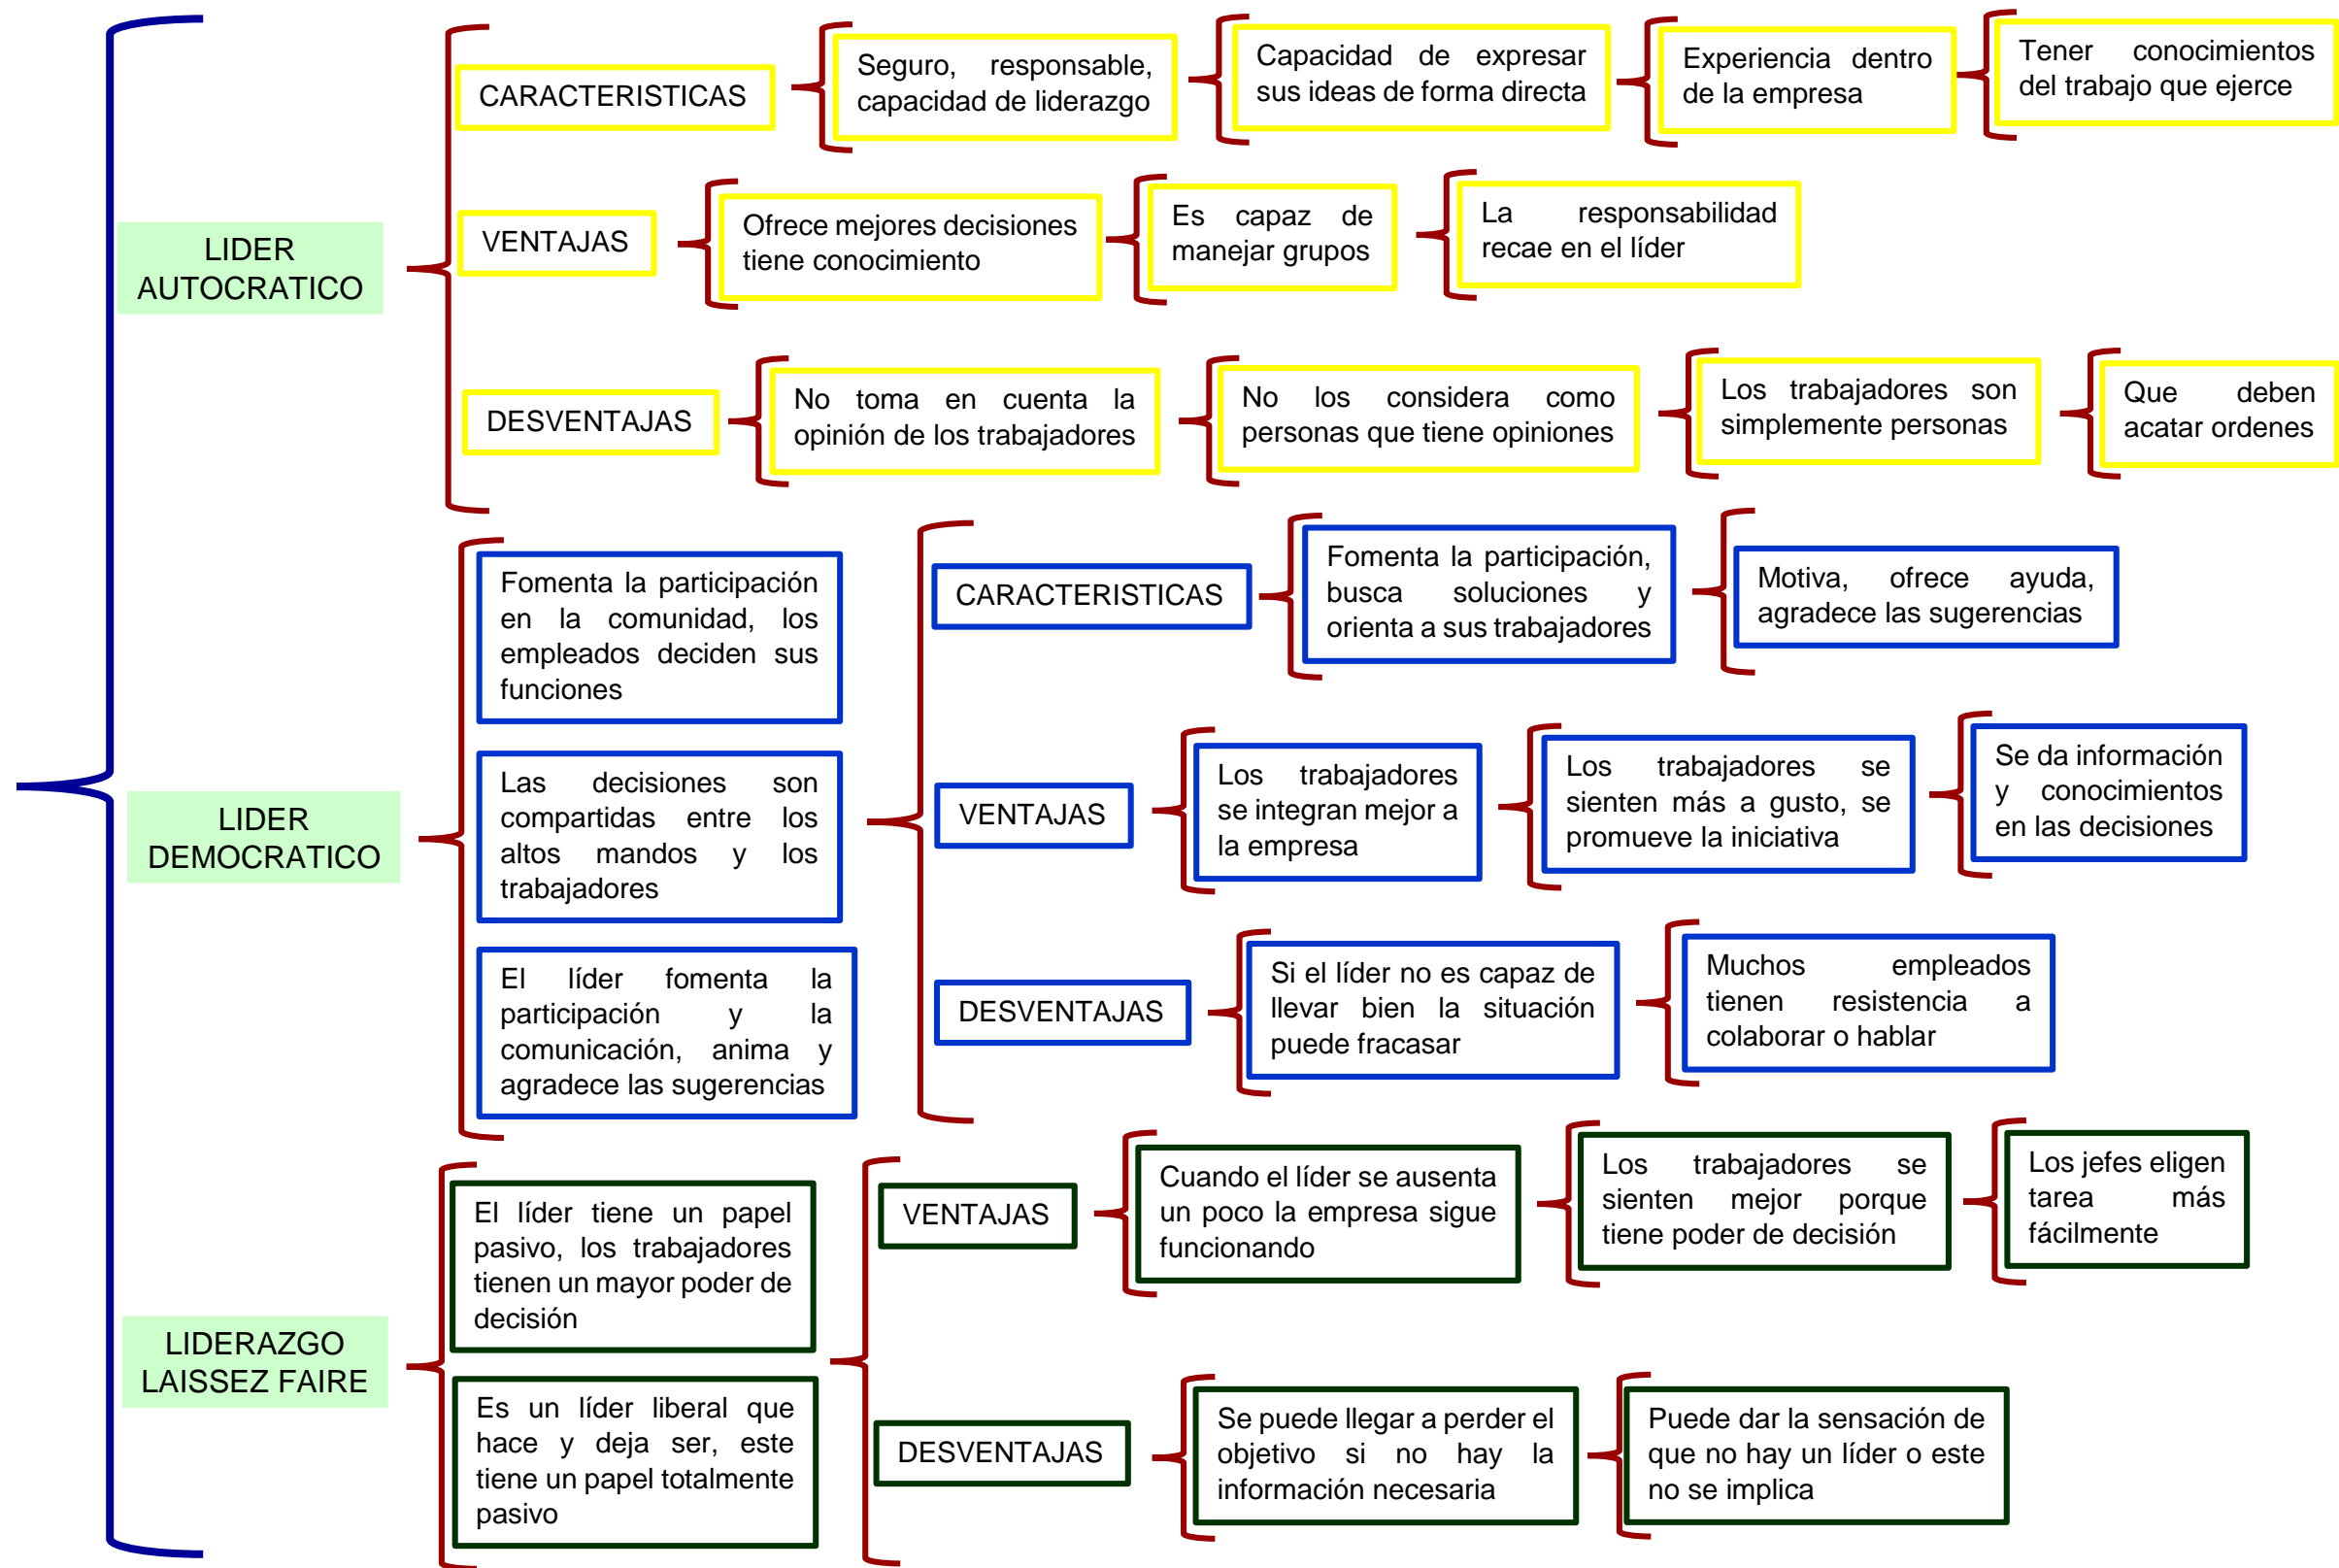 LIDER
AUTOCRATICO
CARACTERISTICAS
Seguro, responsable,
capacidad de liderazgo
Capacidad de expresar
sus ideas de forma directa
Experiencia dentro
de la empresa
Tener conocimientos
del trabajo que ejerce
VENTAJAS
Ofrece mejores decisiones
tiene conocimiento
Es capaz de
manejar grupos
La responsabilidad
recae en el líder
DESVENTAJAS
No toma en cuenta la
opinión de los trabajadores
No los considera como
personas que tiene opiniones
Los trabajadores son
simplemente personas
Que deben
acatar ordenes
LIDER
DEMOCRATICO
Fomenta la participación
en la comunidad, los
empleados deciden sus
funciones
Las decisiones son
compartidas entre los
altos mandos y los
trabajadores
El líder fomenta la
participación y la
comunicación, anima y
agradece las sugerencias
CARACTERISTICAS
Fomenta la participación,
busca soluciones y
orienta a sus trabajadores
Motiva, ofrece ayuda,
agradece las sugerencias
VENTAJAS
Los trabajadores
se integran mejor a
la empresa
Los trabajadores se
sienten más a gusto, se
promueve la iniciativa
Se da información
y conocimientos
en las decisiones
DESVENTAJAS
Si el líder no es capaz de
llevar bien la situación
puede fracasar
Muchos empleados
tienen resistencia a
colaborar o hablar
LIDERAZGO
LAISSEZ FAIRE
El líder tiene un papel
pasivo, los trabajadores
tienen un mayor poder de
decisión
Es un líder liberal que
hace y deja ser, este
tiene un papel totalmente
pasivo
VENTAJAS
Cuando el líder se ausenta
un poco la empresa sigue
funcionando
Los trabajadores se
sienten mejor porque
tiene poder de decisión
Los jefes eligen
tarea más
fácilmente
DESVENTAJAS
Se puede llegar a perder el
objetivo si no hay la
información necesaria
Puede dar la sensación de
que no hay un líder o este
no se implica